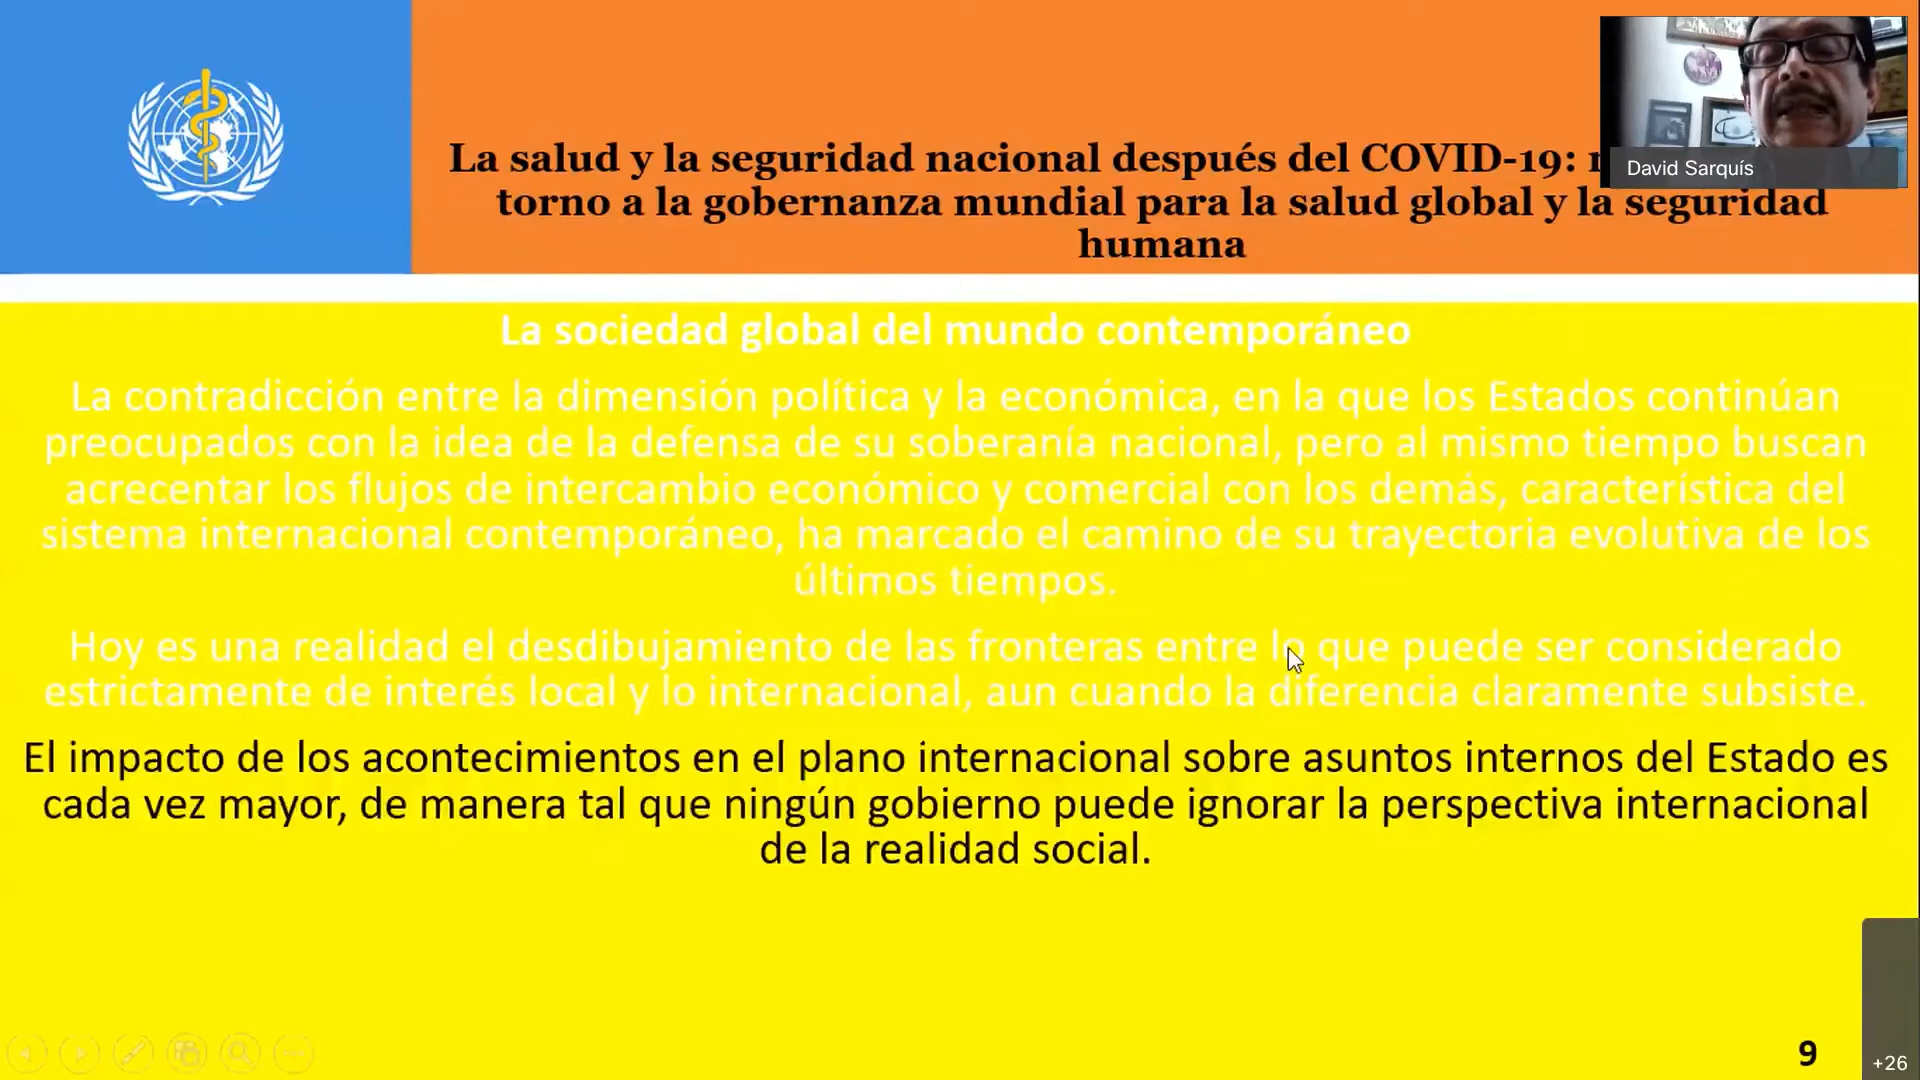 La salud y la seguridad nacional después del COVID-19:
torno a la gobernanza mundial para la salud global y la seguridad
humana
David Sarquís
La sociedad global del mundo contemporáneo
La contradicción entre la dimensión política y la económica, en la que los Estados continúan
preocupados con la idea de la defensa de su soberanía nacional, pero al mismo tiempo buscan
acrecentar los flujos de intercambio económico y comercial con los demás, característica del
sistema internacional contemporáneo, ha marcado el camino de su trayectoria evolutiva de los
últimos tiempos.
Hoy es una realidad el desdibujamiento de las fronteras entre lo que puede ser considerado
estrictamente de interés local y lo internacional, aun cuando la diferencia claramente subsiste.
El impacto de los acontecimientos en el plano internacional sobre asuntos internos del Estado es
cada vez mayor, de manera tal que ningún gobierno puede ignorar la perspectiva internacional
de la realidad social.
9
+26